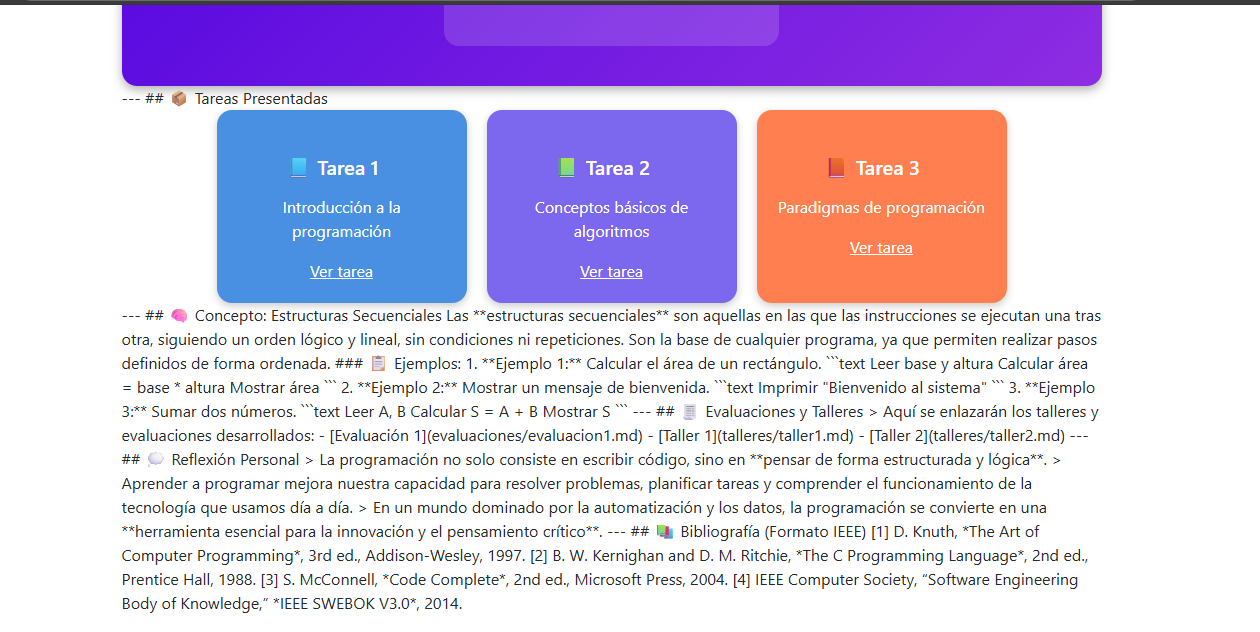 --- ## 📦 Tareas Presentadas
📘 Tarea 1
Introducción a la
programación
Ver tarea
📗 Tarea 2
Conceptos básicos de
algoritmos
Ver tarea
📕 Tarea 3
Paradigmas de programación
Ver tarea
--- ## 🧠 Concepto: Estructuras Secuenciales Las **estructuras secuenciales** son aquellas en las que las instrucciones se ejecutan una tras
otra, siguiendo un orden lógico y lineal, sin condiciones ni repeticiones. Son la base de cualquier programa, ya que permiten realizar pasos
definidos de forma ordenada. ### 📋 Ejemplos: 1. **Ejemplo 1:** Calcular el área de un rectángulo. ```text Leer base y altura Calcular área
= base * altura Mostrar área ``` 2. **Ejemplo 2:** Mostrar un mensaje de bienvenida. ```text Imprimir "Bienvenido al sistema" ``` 3. **Ejemplo
3:** Sumar dos números. ```text Leer A, B Calcular S = A + B Mostrar S ``` --- ## 🧾 Evaluaciones y Talleres > Aquí se enlazarán los talleres y
evaluaciones desarrollados: - [Evaluación 1](evaluaciones/evaluacion1.md) - [Taller 1](talleres/taller1.md) - [Taller 2](talleres/taller2.md) ---
## 💭 Reflexión Personal > La programación no solo consiste en escribir código, sino en **pensar de forma estructurada y lógica**. >
Aprender a programar mejora nuestra capacidad para resolver problemas, planificar tareas y comprender el funcionamiento de la
tecnología que usamos día a día. > En un mundo dominado por la automatización y los datos, la programación se convierte en una
**herramienta esencial para la innovación y el pensamiento crítico**. --- ## 📚 Bibliografía (Formato IEEE) [1] D. Knuth, *The Art of
Computer Programming*, 3rd ed., Addison-Wesley, 1997. [2] B. W. Kernighan and D. M. Ritchie, *The C Programming Language*, 2nd ed.,
Prentice Hall, 1988. [3] S. McConnell, *Code Complete*, 2nd ed., Microsoft Press, 2004. [4] IEEE Computer Society, “Software Engineering
Body of Knowledge,” *IEEE SWEBOK V3.0*, 2014.